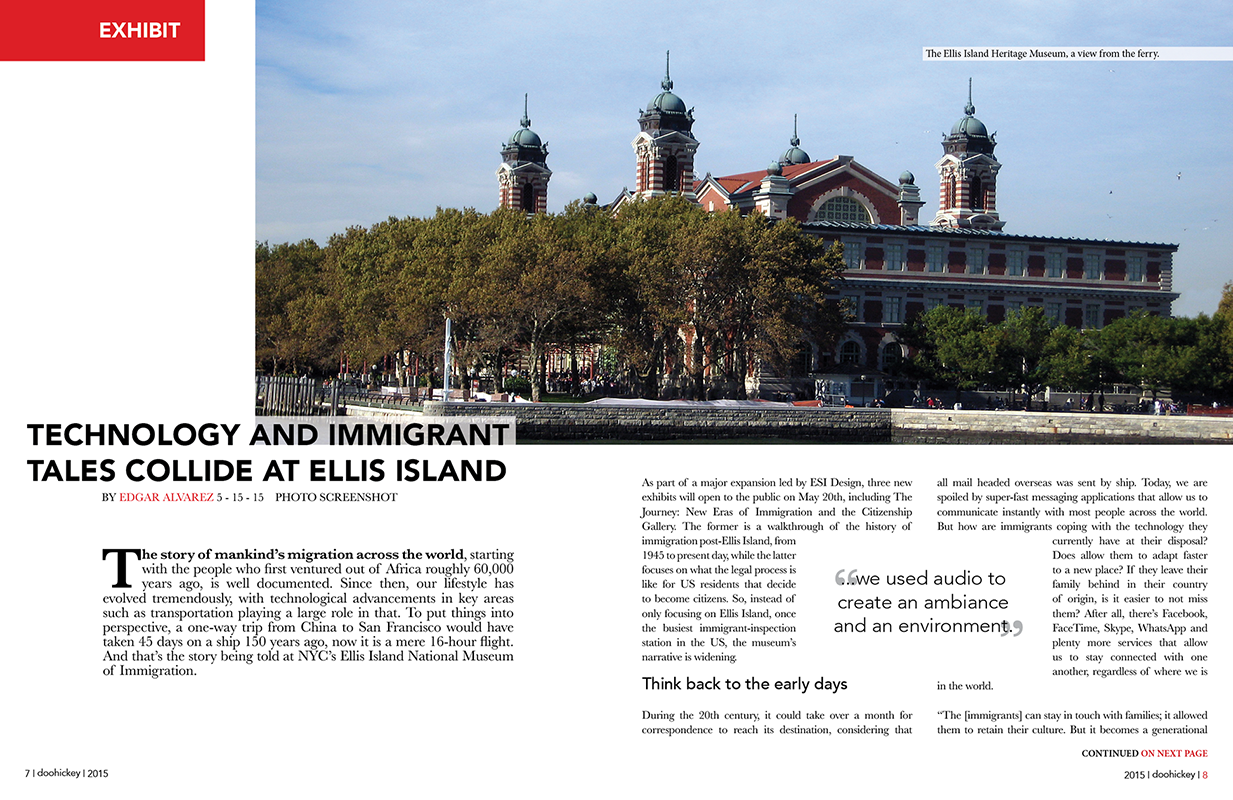 EXHIBIT
The Ellis Island Heritage Museum, a view from the ferry.
TECHNOLOGY AND IMMIGRANT
TALES COLLIDE AT ELLIS ISLAND
BY EDGAR ALVAREZ 5 - 15 - 15 PHOTO SCREENSHOT
The story of mankind's migration across the world, starting
with the people who first ventured out of Africa roughly 60,000
years ago, is well documented. Since then, our lifestyle has
evolved tremendously, with technological advancements in key areas
such as transportation playing a large role in that. To put things into
perspective, a one-way trip from China to San Francisco would have
taken 45 days on a ship 150 years ago, now it is a mere 16-hour flight.
And that's the story being told at NYC's Ellis Island National Museum
of Immigration.
As part of a major expansion led by ESI Design, three new
exhibits will open to the public on May 20th, including The
Journey: New Eras of Immigration and the Citizenship
Gallery. The former is a walkthrough of the history of
immigration post-Ellis Island, from
1945 to present day, while the latter
focuses on what the legal process is
like for US residents that decide
to become citizens. So, instead of
only focusing on Ellis Island, once
the busiest immigrant-inspection
station in the US, the museum's
narrative is widening.
Think back to the early days
During the 20th century, it could take over a month for
correspondence to reach its destination, considering that
“...we used audio to
create an ambiance
and an environment.”
all mail headed overseas was sent by ship. Today, we are
spoiled by super-fast messaging applications that allow us to
communicate instantly with most people across the world.
But how are immigrants coping with the technology they
currently have at their disposal?
Does allow them to adapt faster
to a new place? If they leave their
family behind in their country
of origin, is it easier to not miss
them? After all, there's Facebook,
FaceTime, Skype, WhatsApp and
plenty more services that allow
us to stay connected with one
another, regardless of where we is
in the world.
“The [immigrants] can stay in touch with families; it allowed
them to retain their culture. But it becomes a generational
CONTINUED ON NEXT PAGE
7 | doohickey | 2015
2015 | doohickey | 8